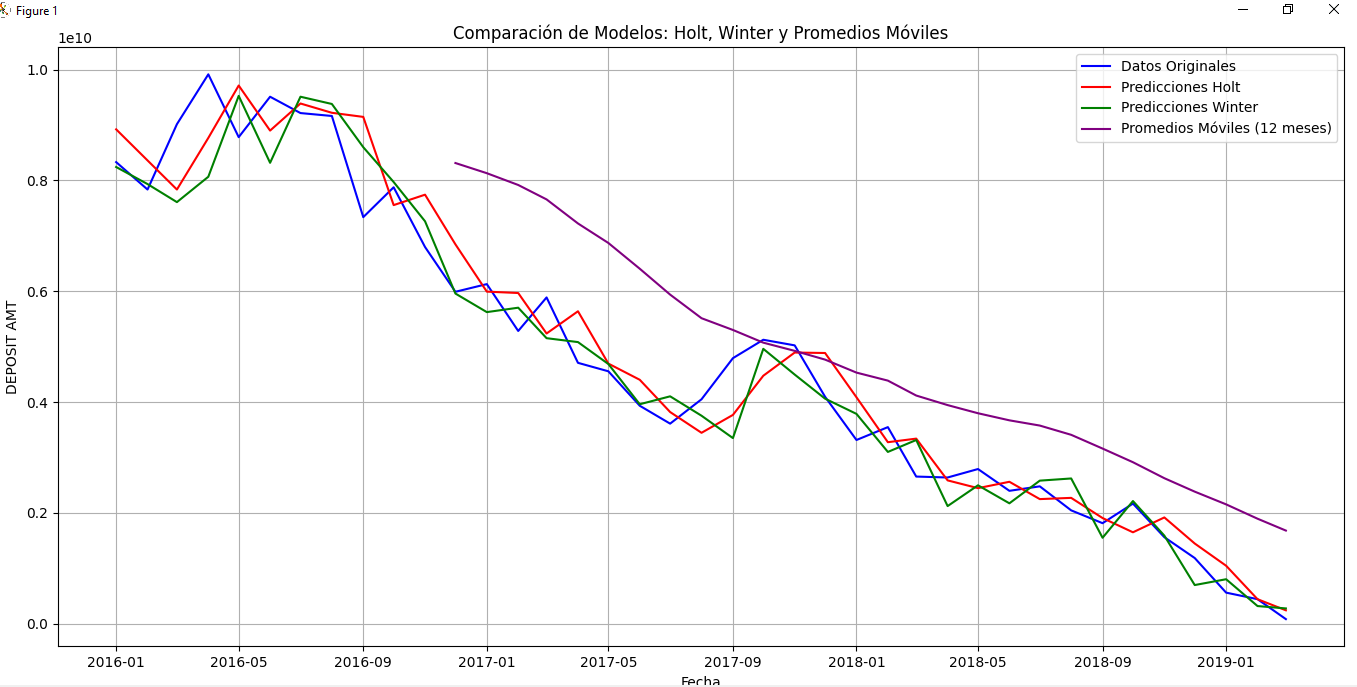 Figure 1
Comparación de Modelos: Holt, Winter y Promedios Móviles
1e10
Datos Originales
Predicciones Holt
Predicciones Winter
Promedios Móviles (12 meses)
1.0
0.8
0.6
0.4
0.2
0.0
DEPOSIT AMT
2016-01 2016-05 2016-09 2017-01 2017-05 2017-09 2018-01 2018-05 2018-09 2019-01
Fecha